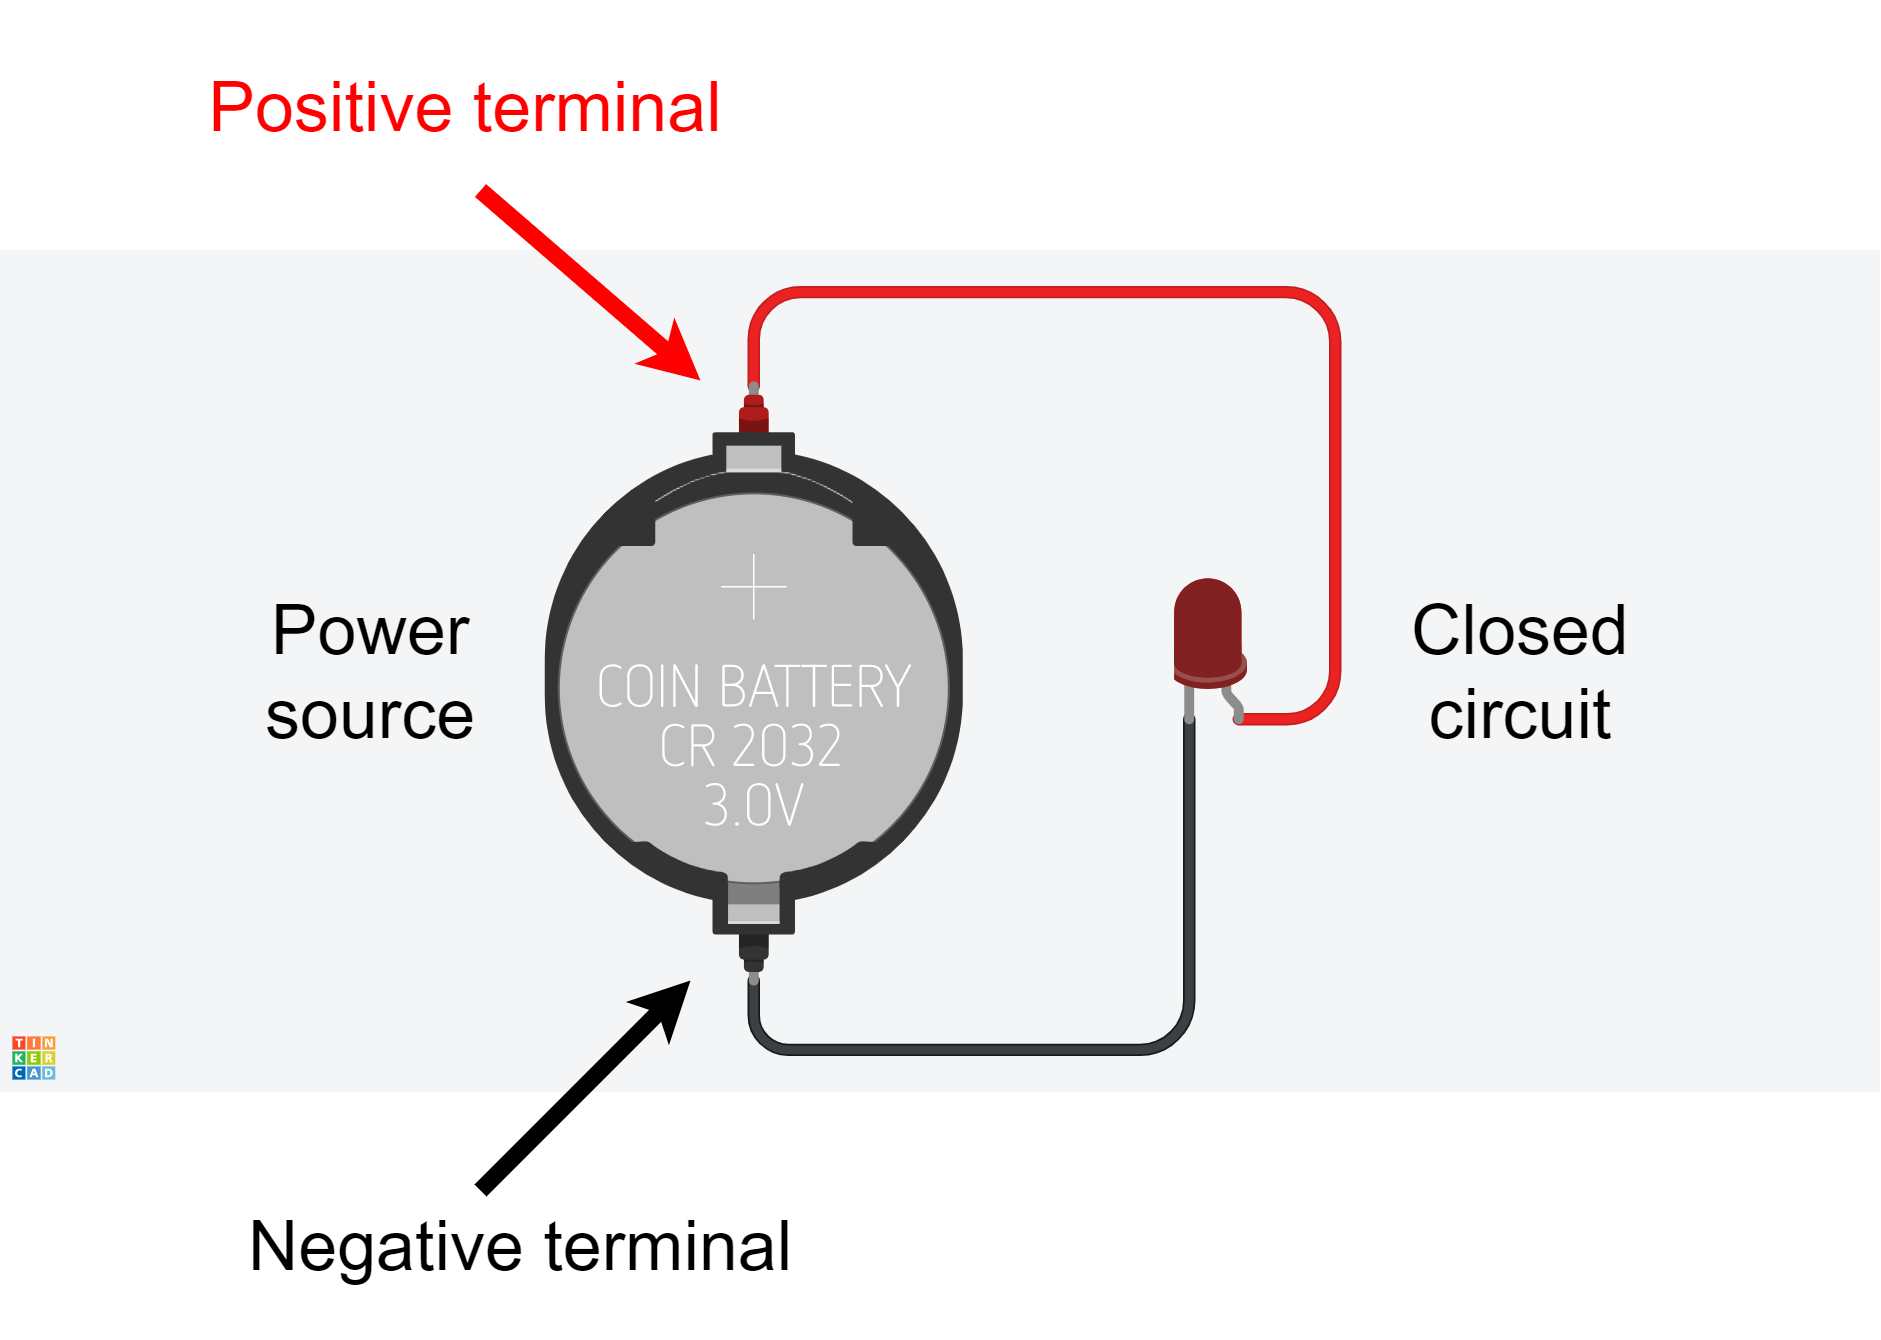 Positive terminal
Power
source
COIN BATTERY
CR 2032
3.0V
Closed
circuit
TIN
KER
CAD
Negative terminal